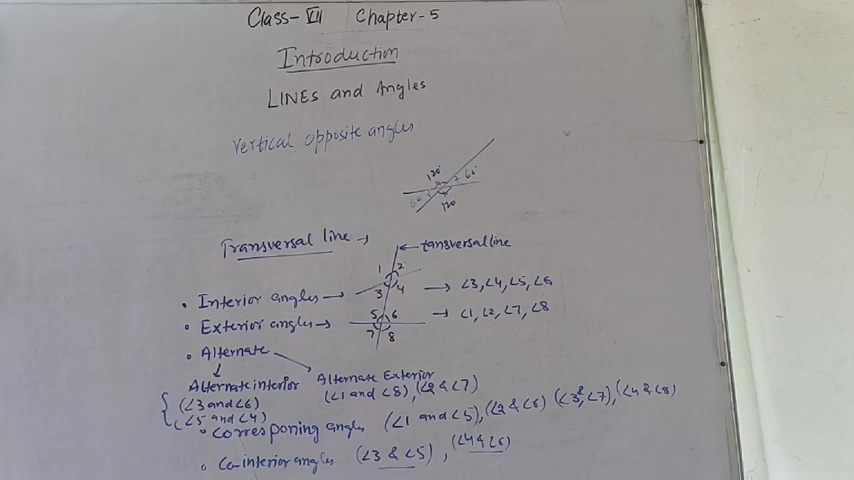 Class-VII Chapter-5
Introduction
LINES and Angles
Vertical opposite angles
120° 2 60°
60 120
Transversal line →
← tansversal line
1 2
3 4
• Interior angles → → ∠3, ∠4, ∠5, ∠6
5 6
• Exterior angles → → ∠1, ∠2, ∠7, ∠8
7 8
• Alternate
Alternate interior
(∠3 and ∠6)
(∠5 and ∠4)
Alternate Exterior
(∠1 and ∠8), (∠2 & ∠7)
• Corresponing angles (∠1 and ∠5), (∠2 & ∠6) (∠3 & ∠7), (∠4 & ∠8)
• Co-interior angles (∠3 & ∠5), (∠4 & ∠6)